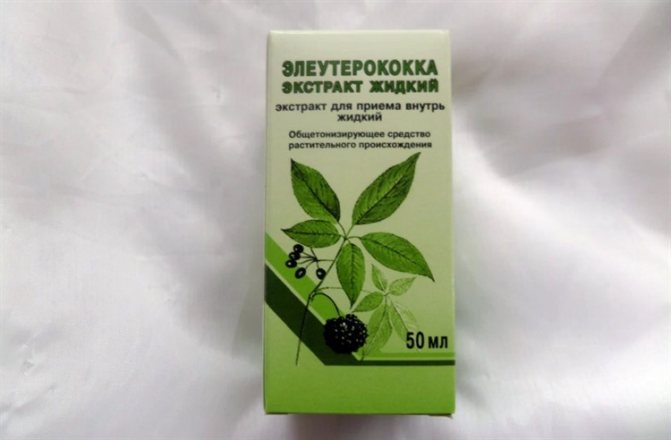 ЭЛЕУТЕРОКОККА
ЭКСТРАКТ ЖИДКИЙ
экстракт для приема внутрь
жидкий
Общетонизирующее средство
растительного происхождения
50 мл